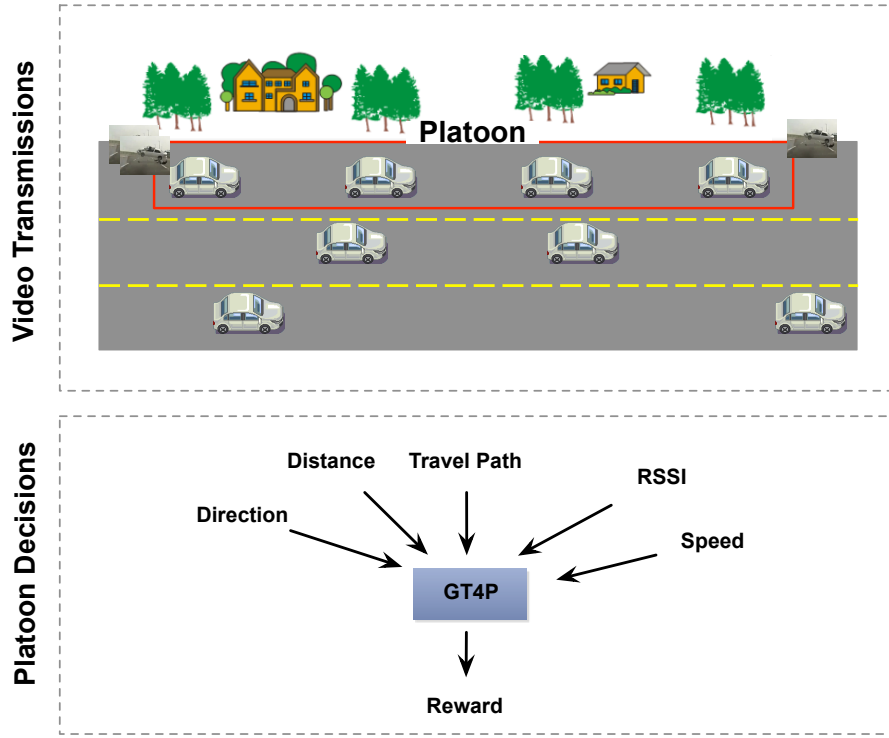 Video Transmissions
Platoon
Platoon Decisions
Distance
Travel Path
RSSI
Direction
Speed
GT4P
Reward